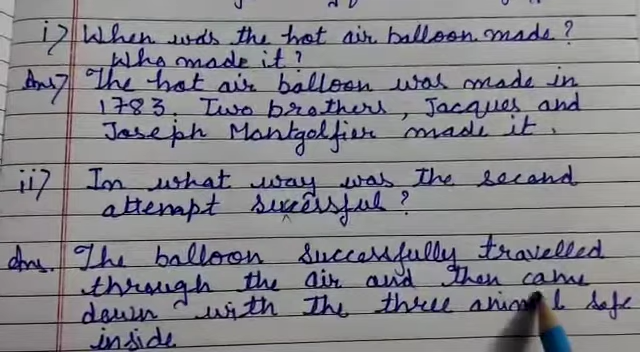 i) When was the hot air balloon made?
Who made it?
Ans) The hot air balloon was made in
1783. Two brothers, Jacques and
Joseph Montgolfier made it.
ii) In what way was the second
attempt successful?
Ans. The balloon successfully travelled
through the air and then came
down with the three animal safe
inside